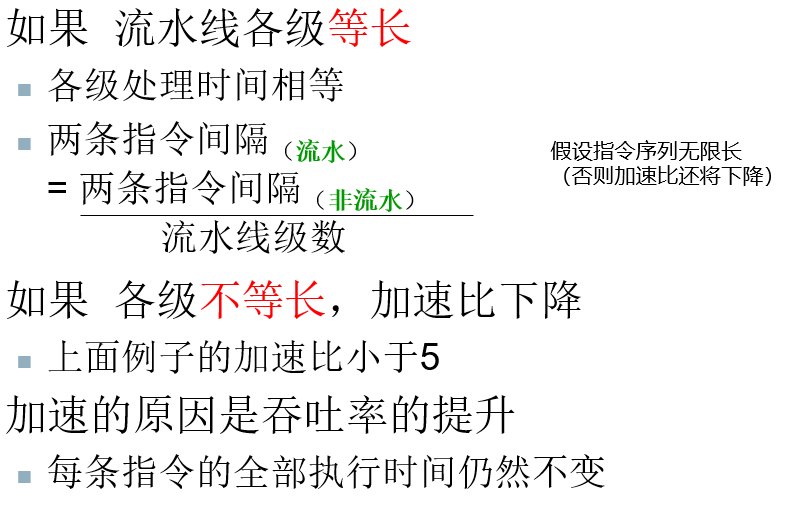 如果 流水线各级等长
各级处理时间相等
两条指令间隔（流水）
= 两条指令间隔（非流水）
流水线级数
假设指令序列无限长
（否则加速比还将下降）
如果 各级不等长，加速比下降
上面例子的加速比小于5
加速的原因是吞吐率的提升
每条指令的全部执行时间仍然不变